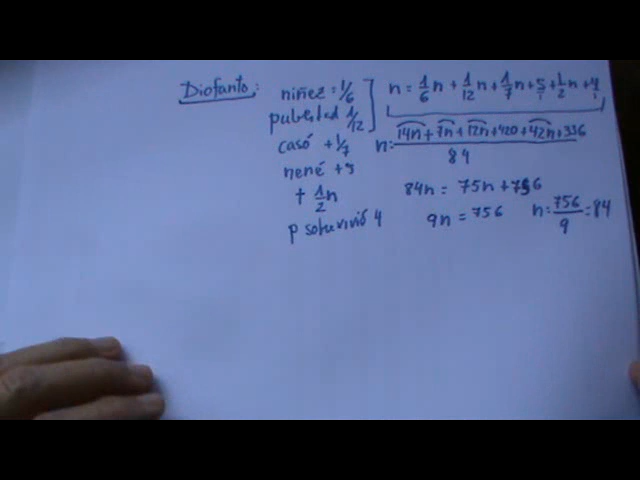 Diofanto:
niñez = 1/6
pubertad 1/12
casó + 1/7
nené + 5
† 1/2 n
p sobrevivió 4
n = 1/6 n + 1/12 n + 1/7 n + 5/1 + 1/2 n + 4/1
n = 14n + 7n + 12n + 420 + 42n + 336 / 84
84n = 75n + 756
9n = 756
n = 756/9 = 84